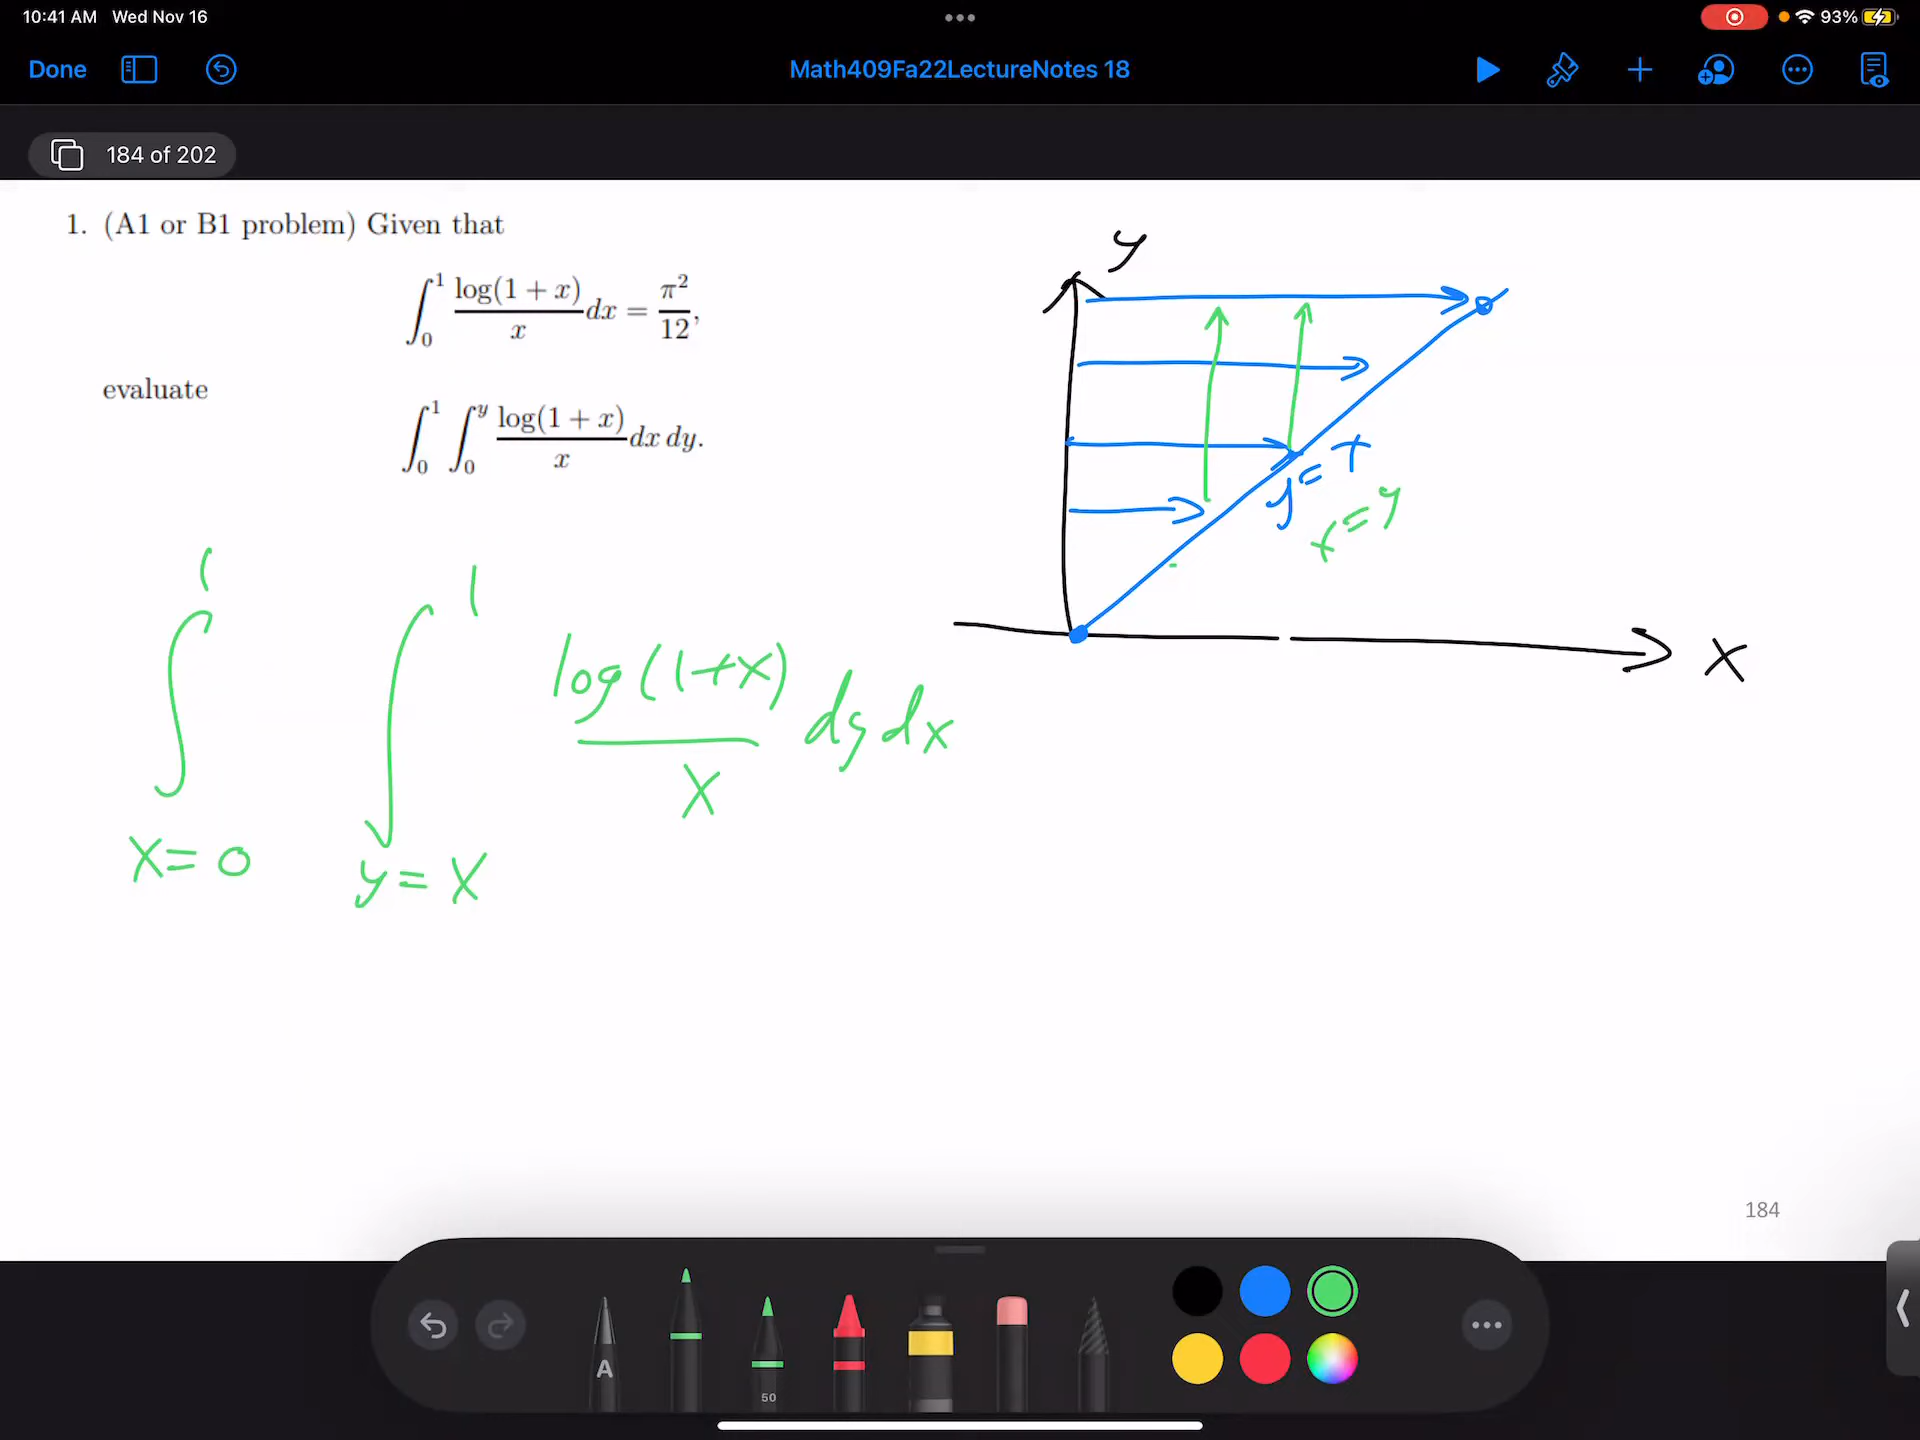 10:41 AM Wed Nov 16
93%
Done
Math409Fa22LectureNotes 18
184 of 202
1. (A1 or B1 problem) Given that
∫_0^1 log(1 + x)/x dx = π²/12,
evaluate
∫_0^1 ∫_0^y log(1 + x)/x dx dy.
y
y = x
x = y
x
∫_{x=0}^1 ∫_{y=x}^1 log(1+x)/x dy dx
184
A
50